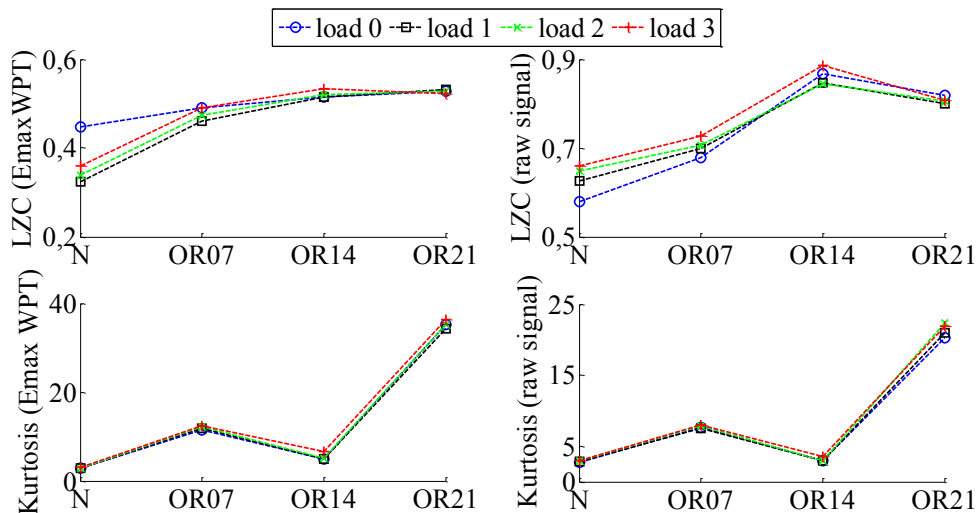 load 0 load 1 load 2 load 3
LZC (EmaxWPT)
0,6
0,4
0,2
N OR07 OR14 OR21
LZC (raw signal)
0,9
0,7
0,5
N OR07 OR14 OR21
Kurtosis (Emax WPT)
40
20
0
N OR07 OR14 OR21
Kurtosis (raw signal)
25
15
5
0
N OR07 OR14 OR21